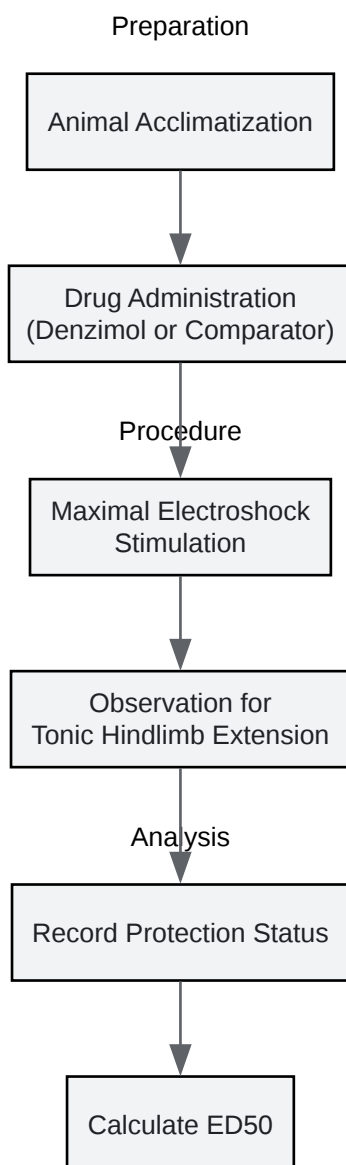 Preparation
Animal Acclimatization
Drug Administration
(Denzimol or Comparator)
Procedure
Maximal Electroshock
Stimulation
Observation for
Tonic Hindlimb Extension
Analysis
Record Protection Status
Calculate ED50